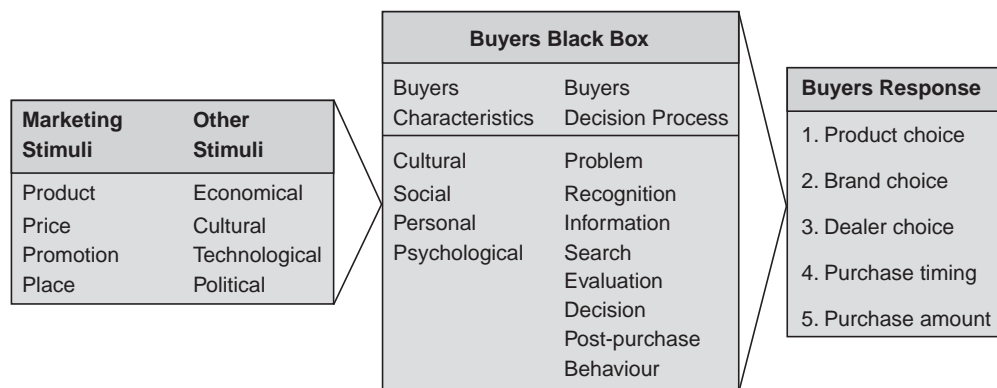 Marketing Stimuli
Other Stimuli
Product Economical
Price Cultural
Promotion Technological
Place Political
Buyers Black Box
Buyers Buyers
Characteristics Decision Process
Cultural Problem
Social Recognition
Personal Information
Psychological Search
Evaluation
Decision
Post-purchase
Behaviour
Buyers Response
1. Product choice
2. Brand choice
3. Dealer choice
4. Purchase timing
5. Purchase amount